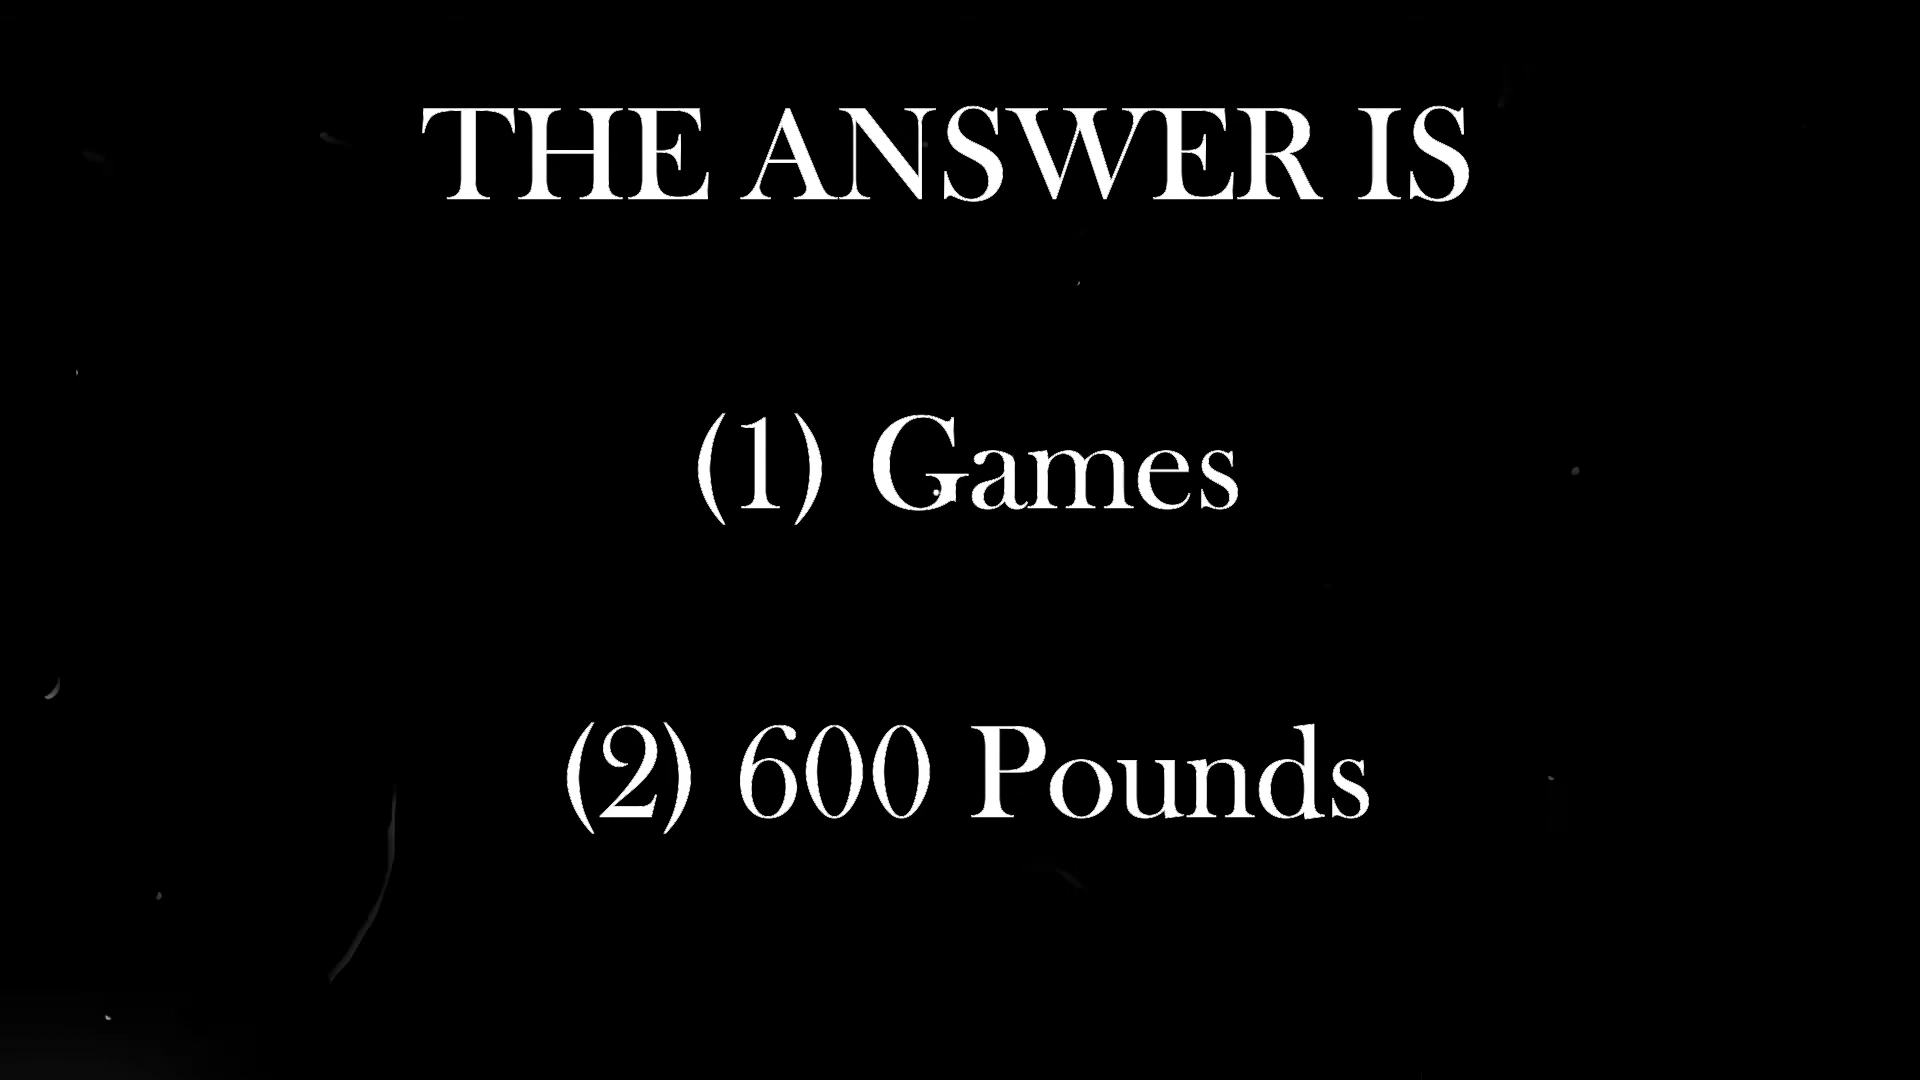 THE ANSWER IS
(1) Games
(2) 600 Pounds